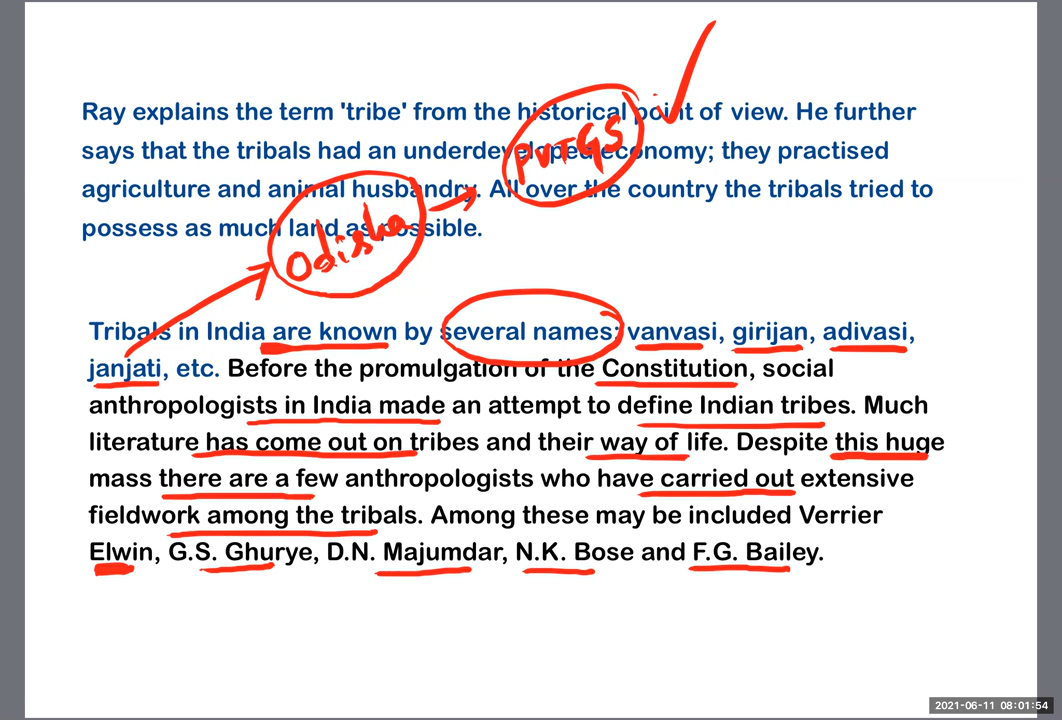 Ray explains the term 'tribe' from the historical point of view. He further
says that the tribals had an underdeveloped economy; they practised
agriculture and animal husbandry. All over the country the tribals tried to
possess as much land as possible.
PVTGS
Odisha
Tribals in India are known by several names: vanvasi, girijan, adivasi,
janjati, etc. Before the promulgation of the Constitution, social
anthropologists in India made an attempt to define Indian tribes. Much
literature has come out on tribes and their way of life. Despite this huge
mass there are a few anthropologists who have carried out extensive
fieldwork among the tribals. Among these may be included Verrier
Elwin, G.S. Ghurye, D.N. Majumdar, N.K. Bose and F.G. Bailey.
2021-06-11 08:01:54